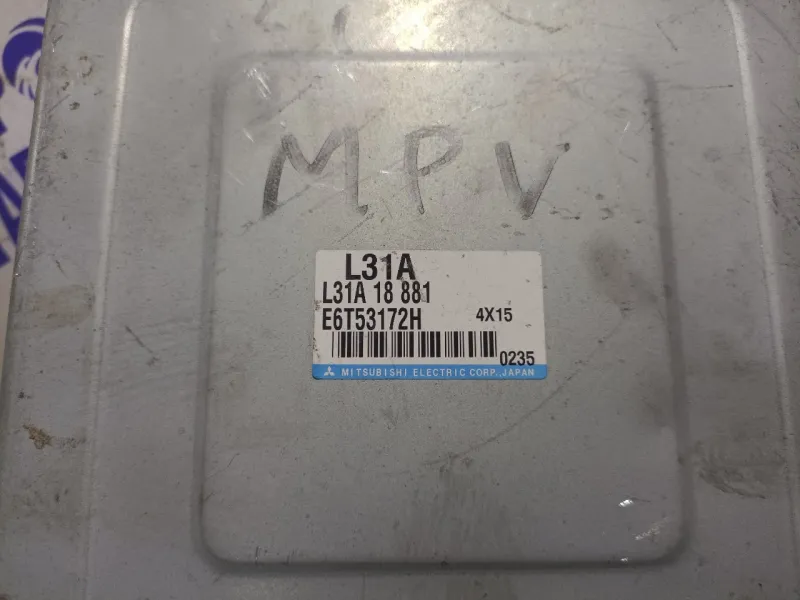 MPV
L31A
L31A 18 881
E6T53172H 4X15
0235
MITSUBISHI ELECTRIC CORP., JAPAN